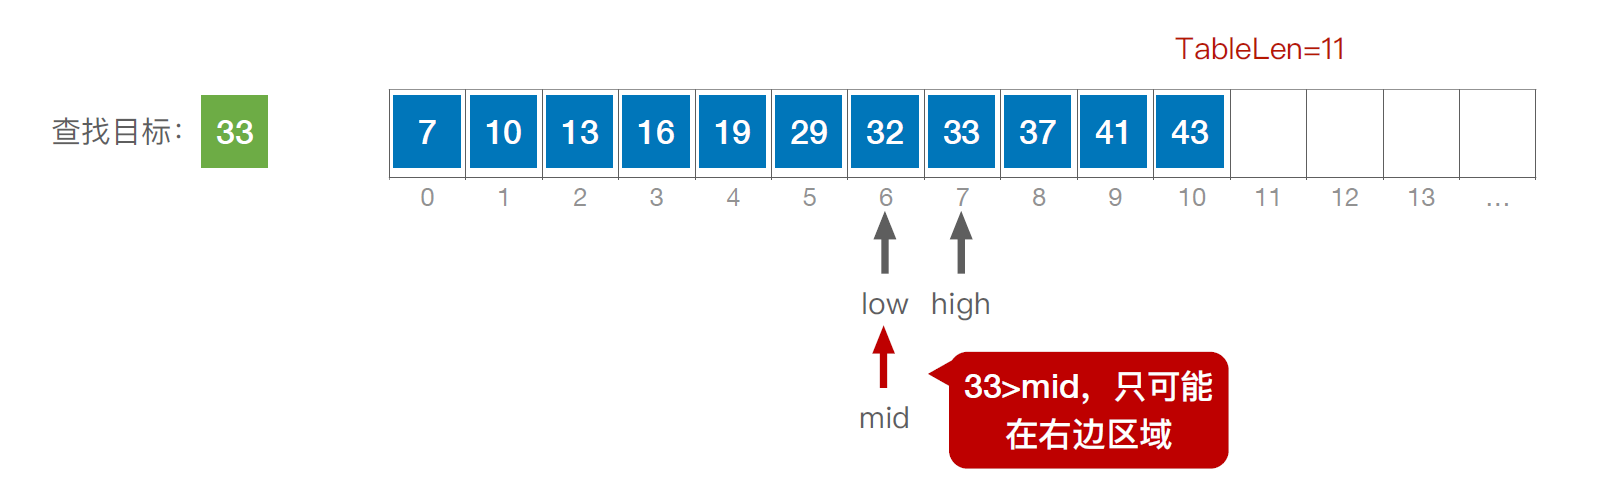 TableLen=11
查找目标： 33
7 10 13 16 19 29 32 33 37 41 43
0 1 2 3 4 5 6 7 8 9 10 11 12 13 ...
low high
mid
33>mid，只可能
在右边区域